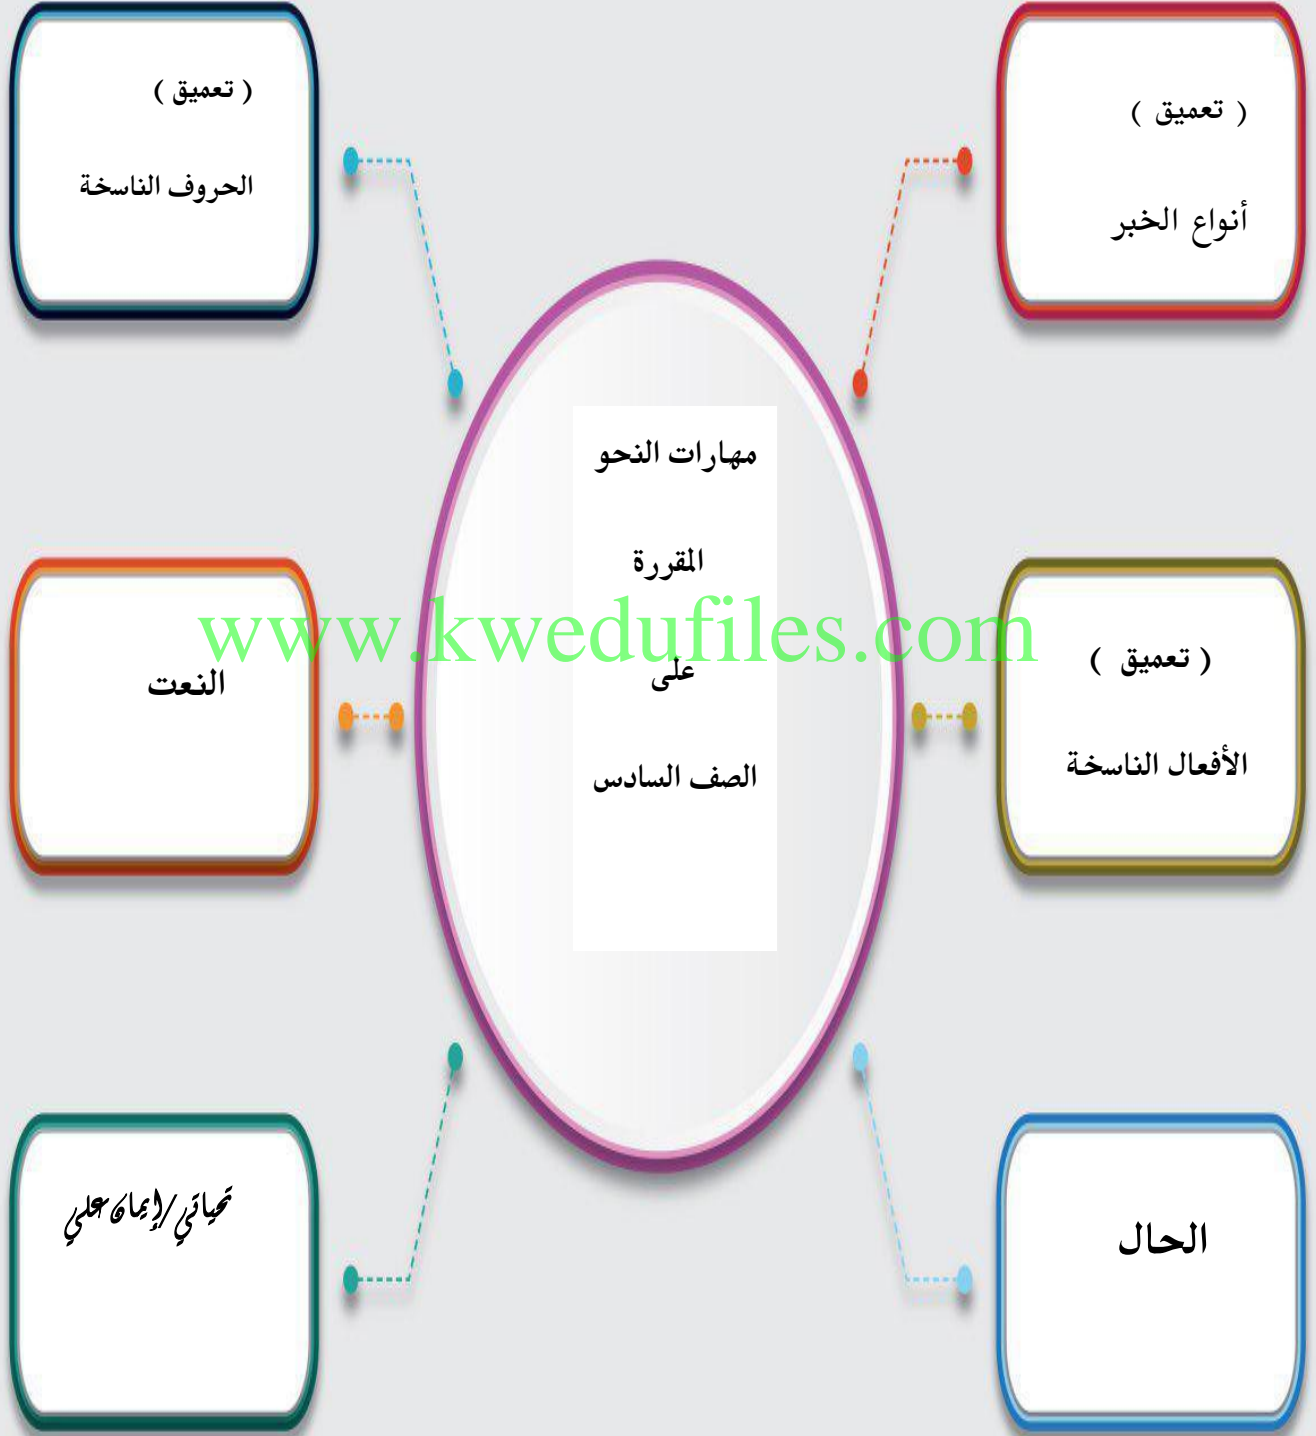 ( تعميق )
أنواع الخبر
( تعميق )
الحروف الناسخة
مهارات النحو
المقررة
على
الصف السادس
www.kwedufiles.com
( تعميق )
الأفعال الناسخة
النعت
الحال
تحياتي/إيمان علي